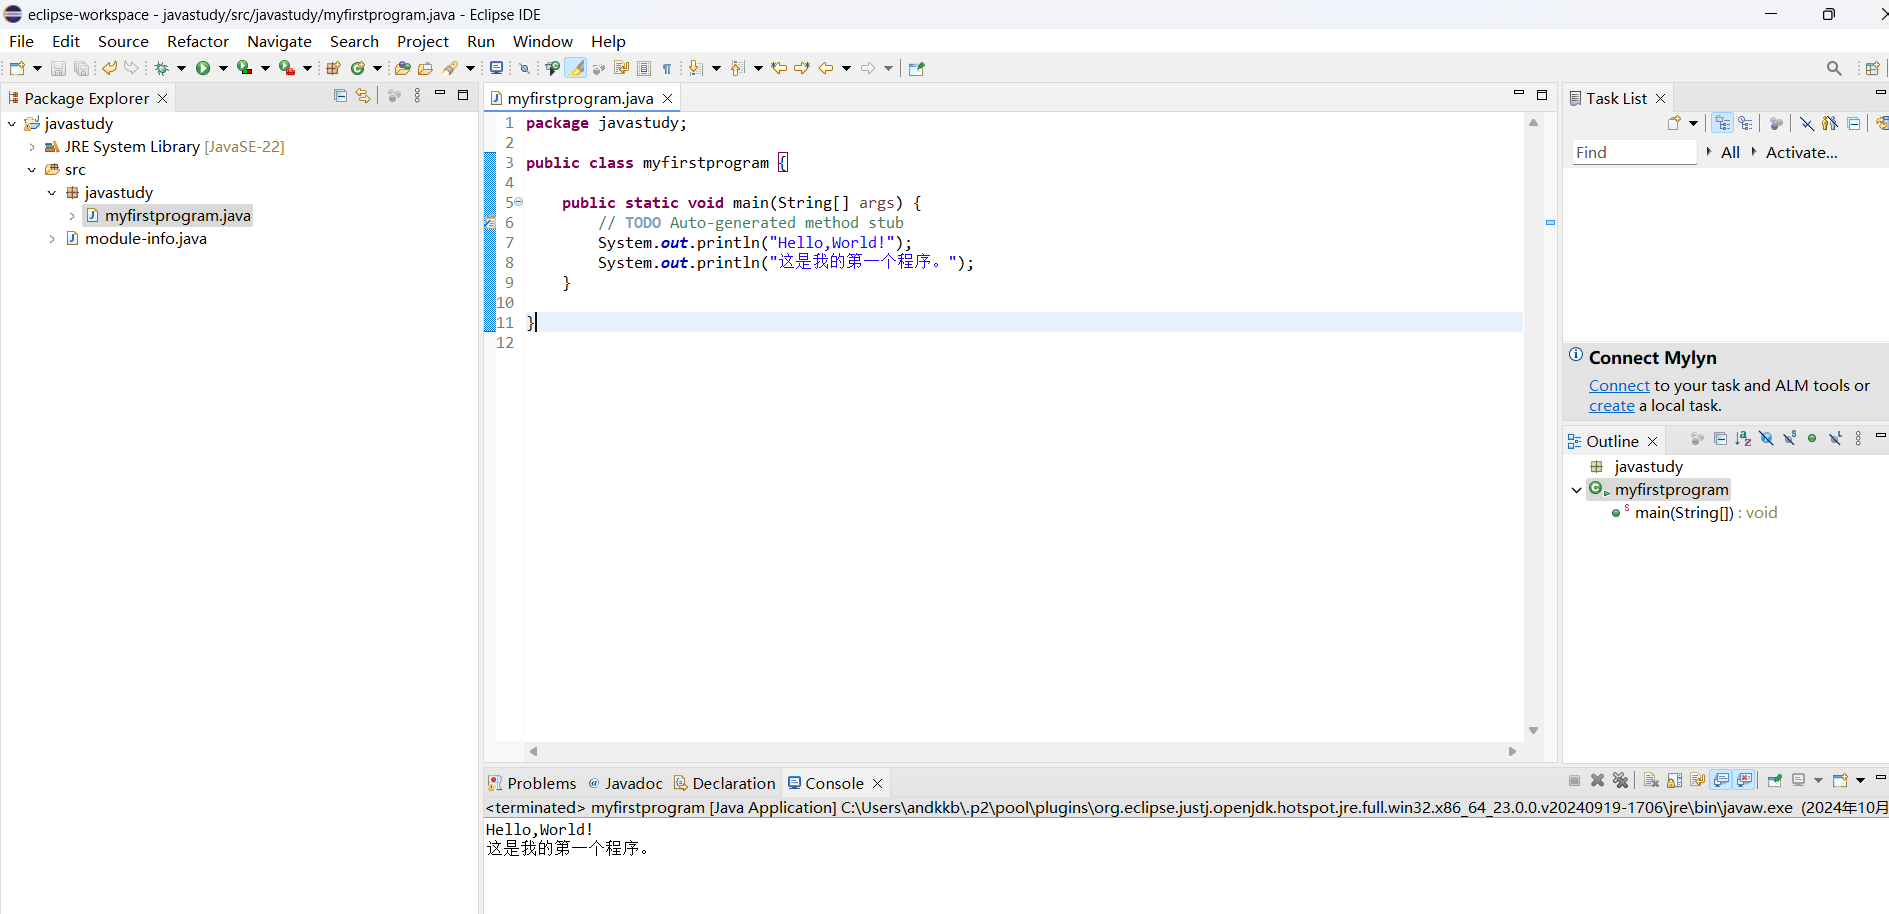 eclipse-workspace - javastudy/src/javastudy/myfirstprogram.java - Eclipse IDE
File Edit Source Refactor Navigate Search Project Run Window Help
Package Explorer
javastudy
JRE System Library [JavaSE-22]
src
javastudy
myfirstprogram.java
module-info.java
myfirstprogram.java
1 package javastudy;
2
3 public class myfirstprogram {
4
5 public static void main(String[] args) {
6 // TODO Auto-generated method stub
7 System.out.println("Hello,World!");
8 System.out.println("这是我的第一个程序。");
9 }
10
11 }
12
Task List
Find All Activate...
Connect Mylyn
Connect to your task and ALM tools or
create a local task.
Outline
javastudy
myfirstprogram
main(String[]) : void
Problems Javadoc Declaration Console
<terminated> myfirstprogram [Java Application] C:\Users\andkkb\.p2\pool\plugins\org.eclipse.justj.openjdk.hotspot.jre.full.win32.x86_64_23.0.0.v20240919-1706\jre\bin\javaw.exe (2024年10月
Hello,World!
这是我的第一个程序。